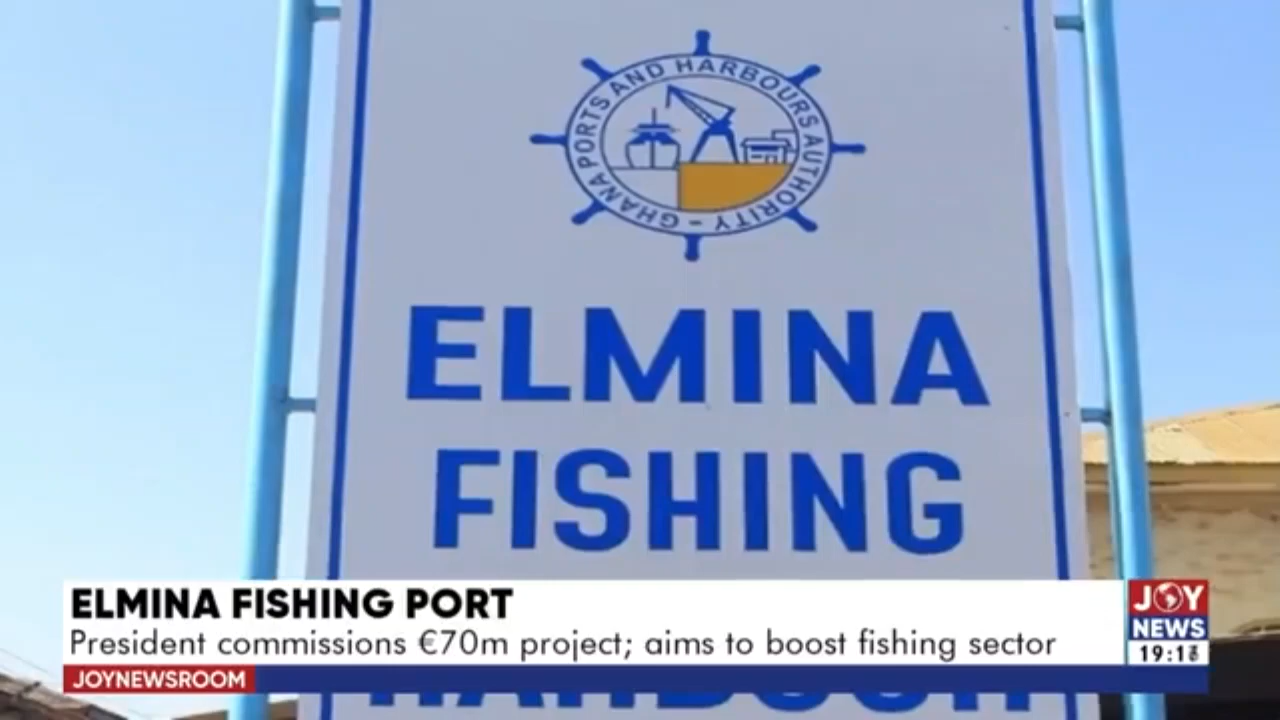 GHANA PORTS AND HARBOURS AUTHORITY -
ELMINA
FISHING
ELMINA FISHING PORT
President commissions €70m project; aims to boost fishing sector
JOY
NEWS
JOYNEWSROOM